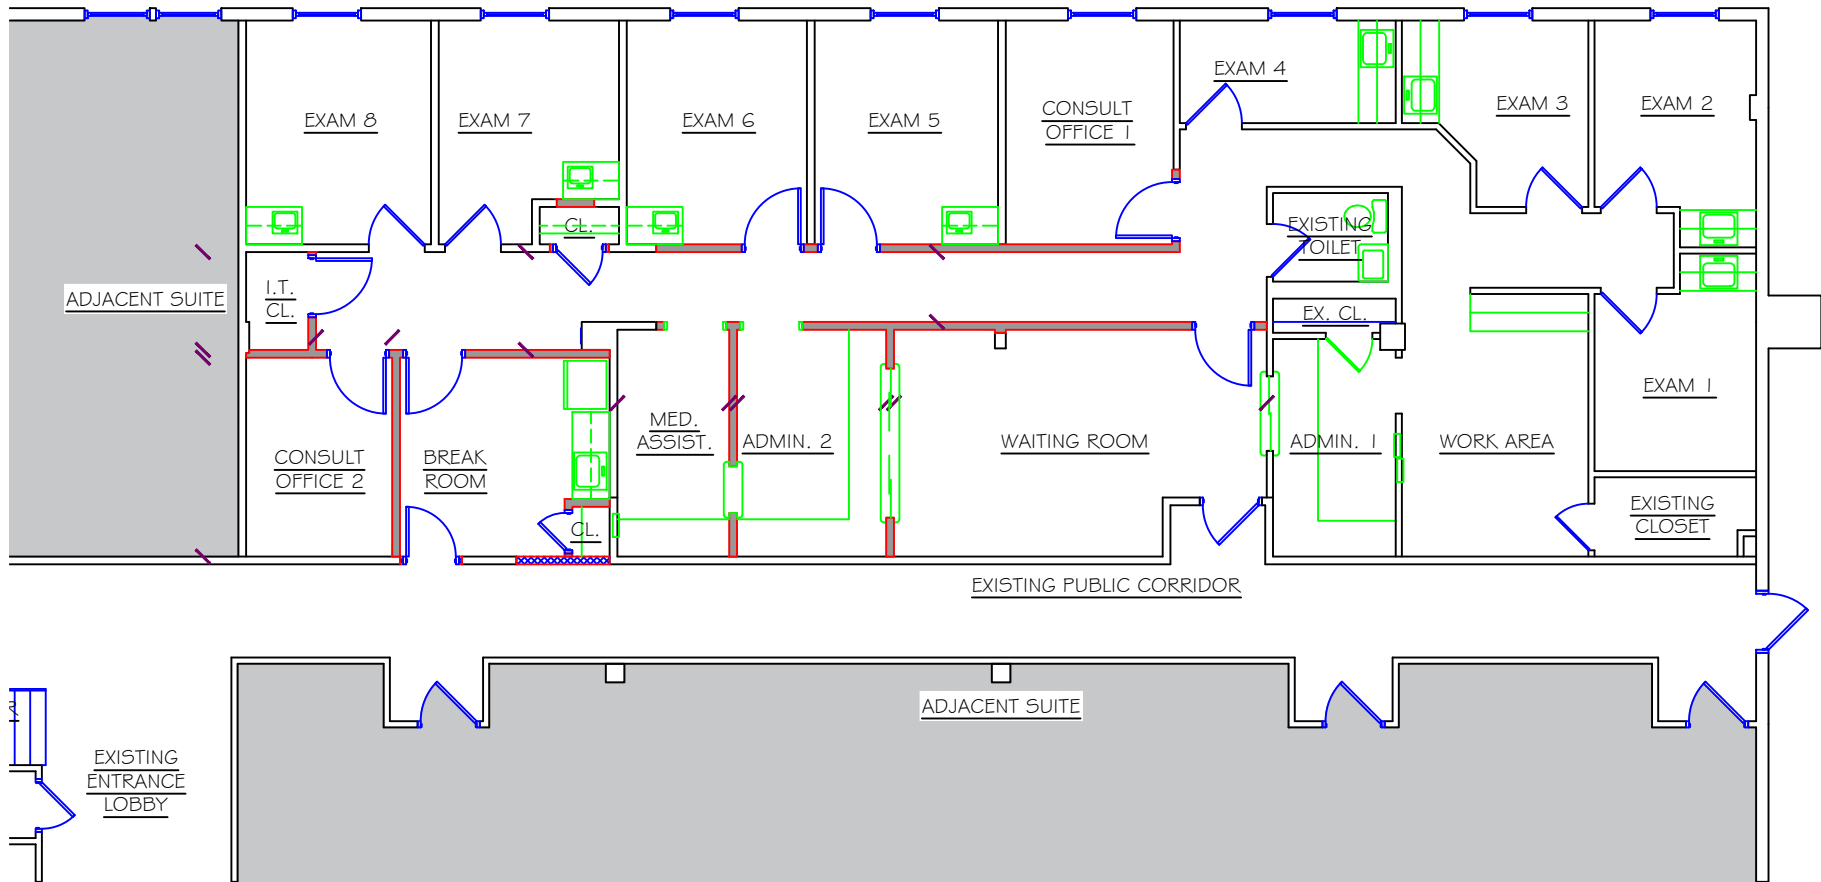 EXAM 8
EXAM 7
EXAM 6
EXAM 5
CONSULT
OFFICE 1
EXAM 4
EXAM 3
EXAM 2
CL.
EXISTING
TOILET
I.T.
CL.
ADJACENT SUITE
EX. CL.
EXAM 1
MED.
ASSIST.
ADMIN. 2
WAITING ROOM
ADMIN. 1
WORK AREA
CONSULT
OFFICE 2
BREAK
ROOM
CL.
EXISTING
CLOSET
EXISTING PUBLIC CORRIDOR
ADJACENT SUITE
EXISTING
ENTRANCE
LOBBY